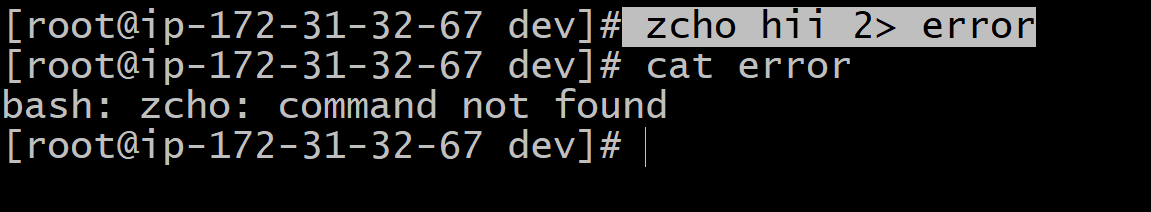 [root@ip-172-31-32-67 dev]# zcho hii 2> error
[root@ip-172-31-32-67 dev]# cat error
bash: zcho: command not found
[root@ip-172-31-32-67 dev]#